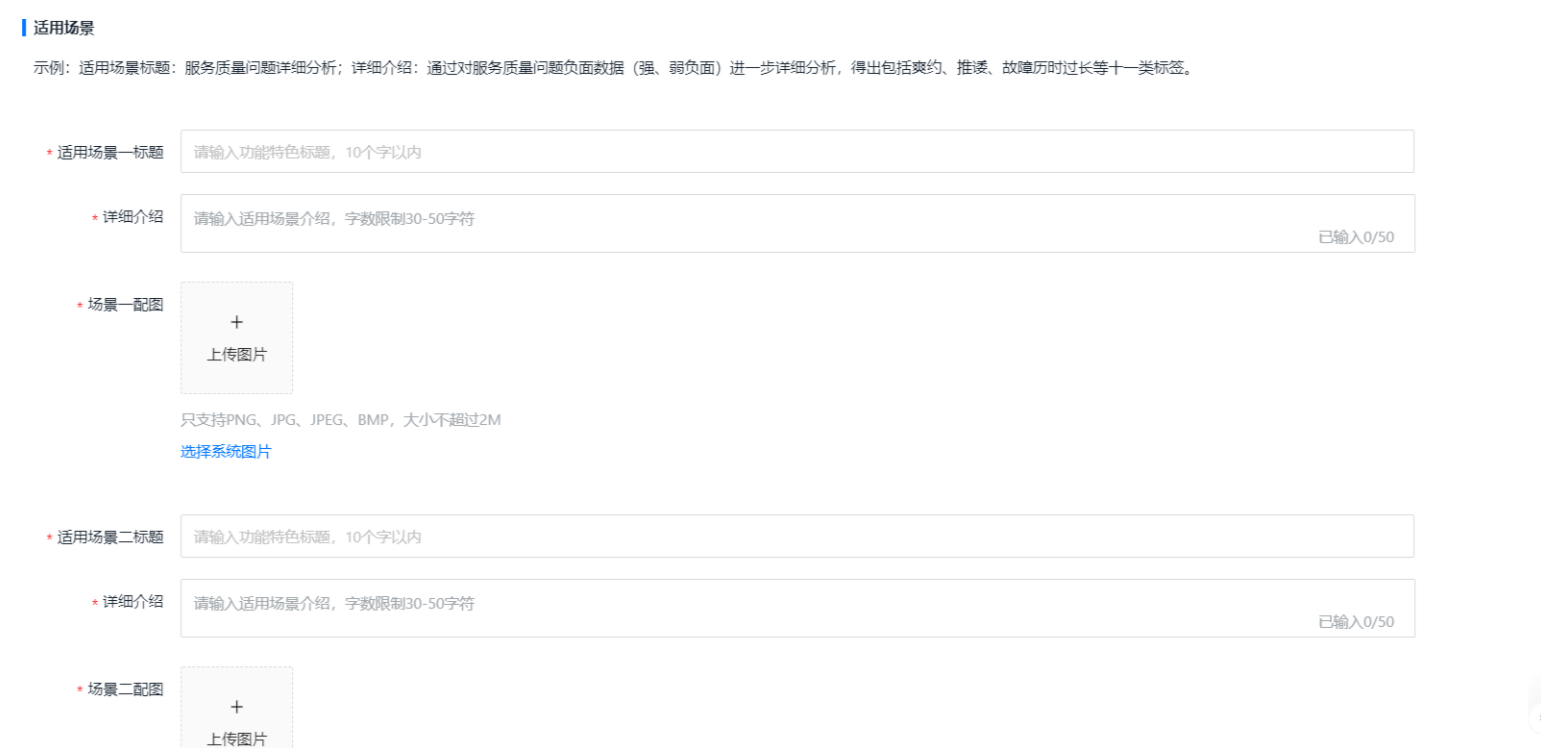 适用场景
示例：适用场景标题：服务质量问题详细分析；详细介绍：通过对服务质量问题负面数据（强、弱负面）进一步详细分析，得出包括爽约、推诿、故障历时过长等十一类标签。
* 适用场景一标题 请输入功能特色标题，10个字以内
* 详细介绍 请输入适用场景介绍，字数限制30-50字符
已输入0/50
* 场景一配图
+
上传图片
只支持PNG、JPG、JPEG、BMP，大小不超过2M
选择系统图片
* 适用场景二标题 请输入功能特色标题，10个字以内
* 详细介绍 请输入适用场景介绍，字数限制30-50字符
已输入0/50
* 场景二配图
+
上传图片